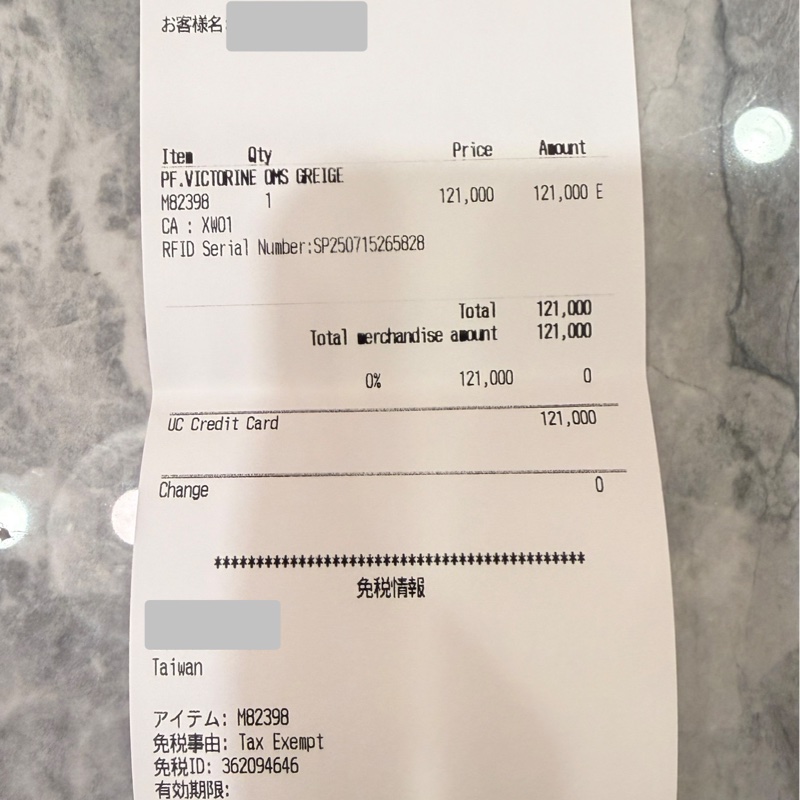 お客様名
Item Qty Price Amount
PF.VICTORINE OMS GREIGE
M82398 1 121,000 121,000 E
CA : XW01
RFID Serial Number:SP250715265828
Total 121,000
Total merchandise amount 121,000
0% 121,000 0
UC Credit Card 121,000
Change 0
********************************************
免税情報
Taiwan
アイテム: M82398
免税事由: Tax Exempt
免税ID: 362094646
有効期限: